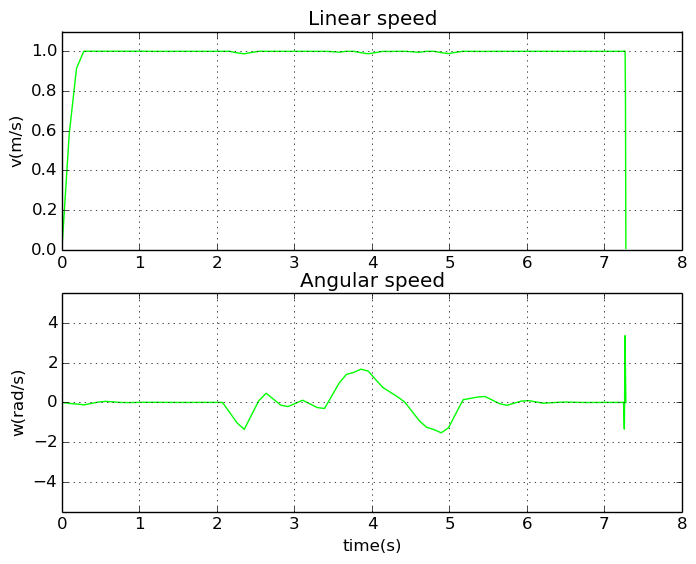 Linear speed
1.0
0.8
0.6
0.4
0.2
0.0
v(m/s)
0 1 2 3 4 5 6 7 8
Angular speed
4
2
0
−2
−4
w(rad/s)
0 1 2 3 4 5 6 7 8
time(s)